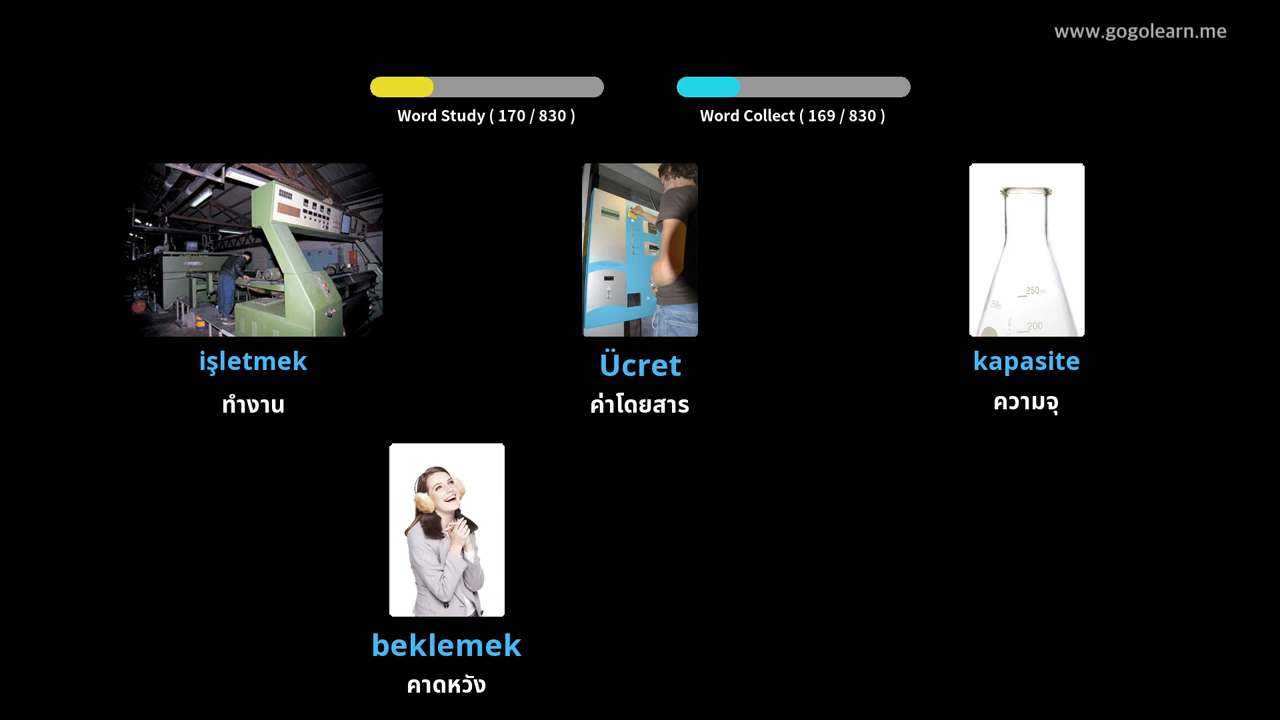 www.gogolearn.me
Word Study ( 170 / 830 )
Word Collect ( 169 / 830 )
250
200
işletmek
Ücret
kapasite
ทำงาน
ค่าโดยสาร
ความจุ
beklemek
คาดหวัง